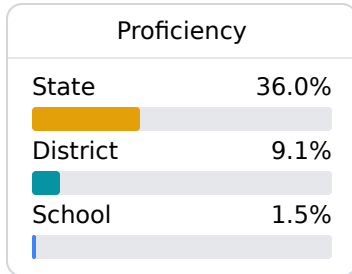 Proficiency
State 36.0%
District 9.1%
School 1.5%